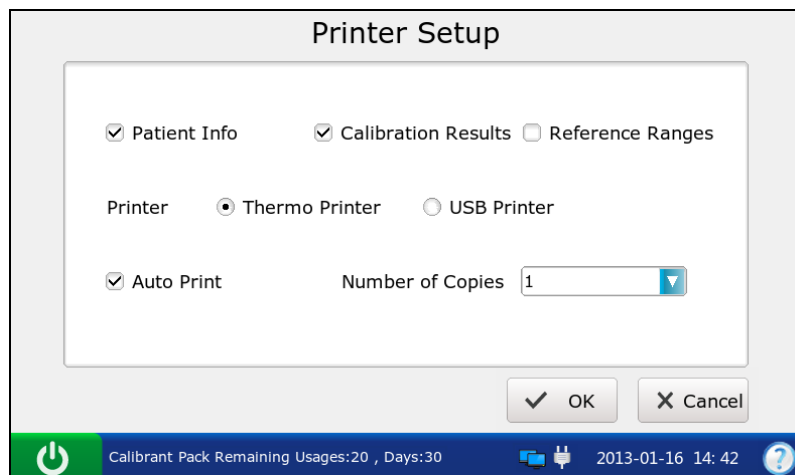 Printer Setup
Patient Info Calibration Results Reference Ranges
Printer Thermo Printer USB Printer
Auto Print Number of Copies 1
OK Cancel
Calibrant Pack Remaining Usages:20 , Days:30 2013-01-16 14: 42 ?